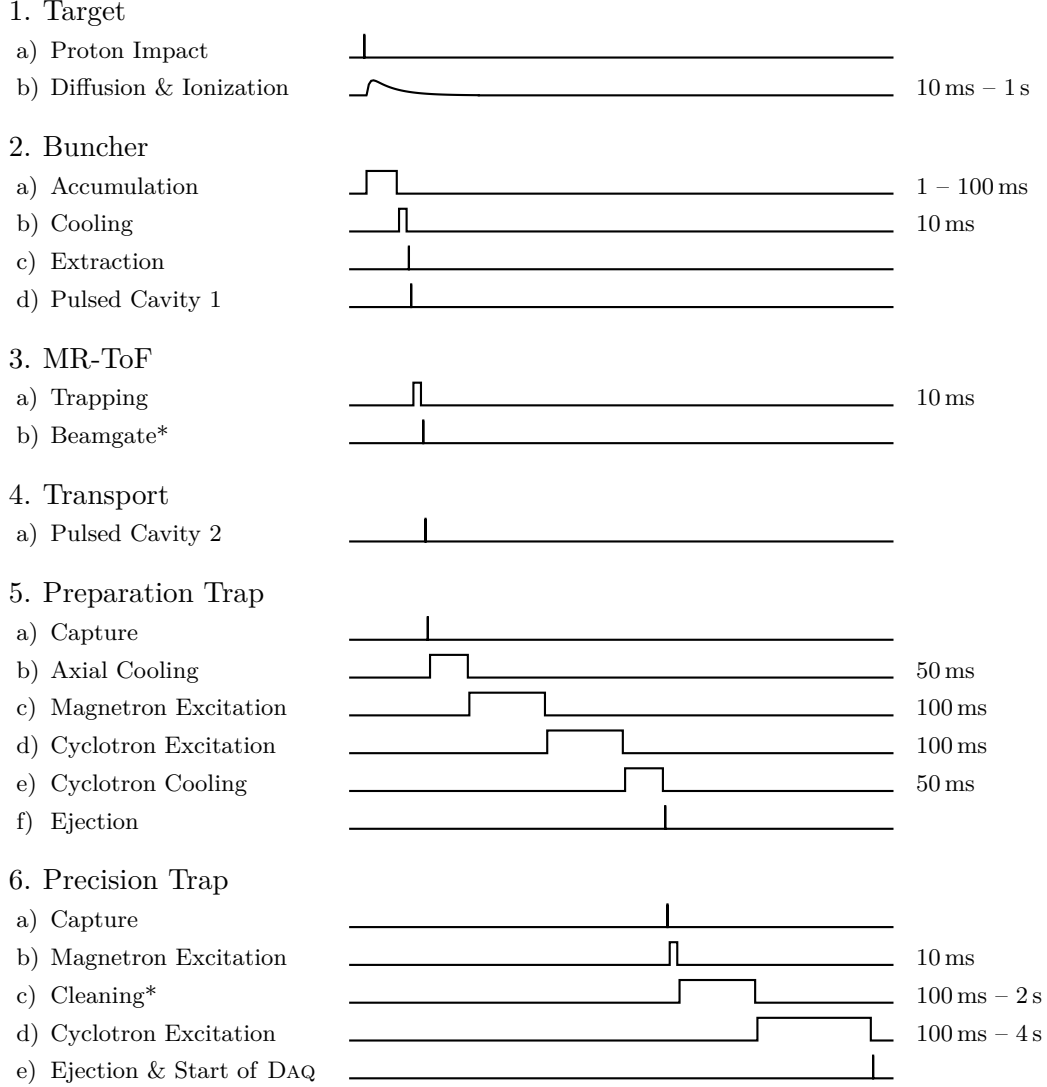 1. Target
a) Proton Impact
b) Diffusion & Ionization 10 ms – 1 s
2. Buncher
a) Accumulation 1 – 100 ms
b) Cooling 10 ms
c) Extraction
d) Pulsed Cavity 1
3. MR-ToF
a) Trapping 10 ms
b) Beamgate*
4. Transport
a) Pulsed Cavity 2
5. Preparation Trap
a) Capture
b) Axial Cooling 50 ms
c) Magnetron Excitation 100 ms
d) Cyclotron Excitation 100 ms
e) Cyclotron Cooling 50 ms
f) Ejection
6. Precision Trap
a) Capture
b) Magnetron Excitation 10 ms
c) Cleaning* 100 ms – 2 s
d) Cyclotron Excitation 100 ms – 4 s
e) Ejection & Start of DAQ